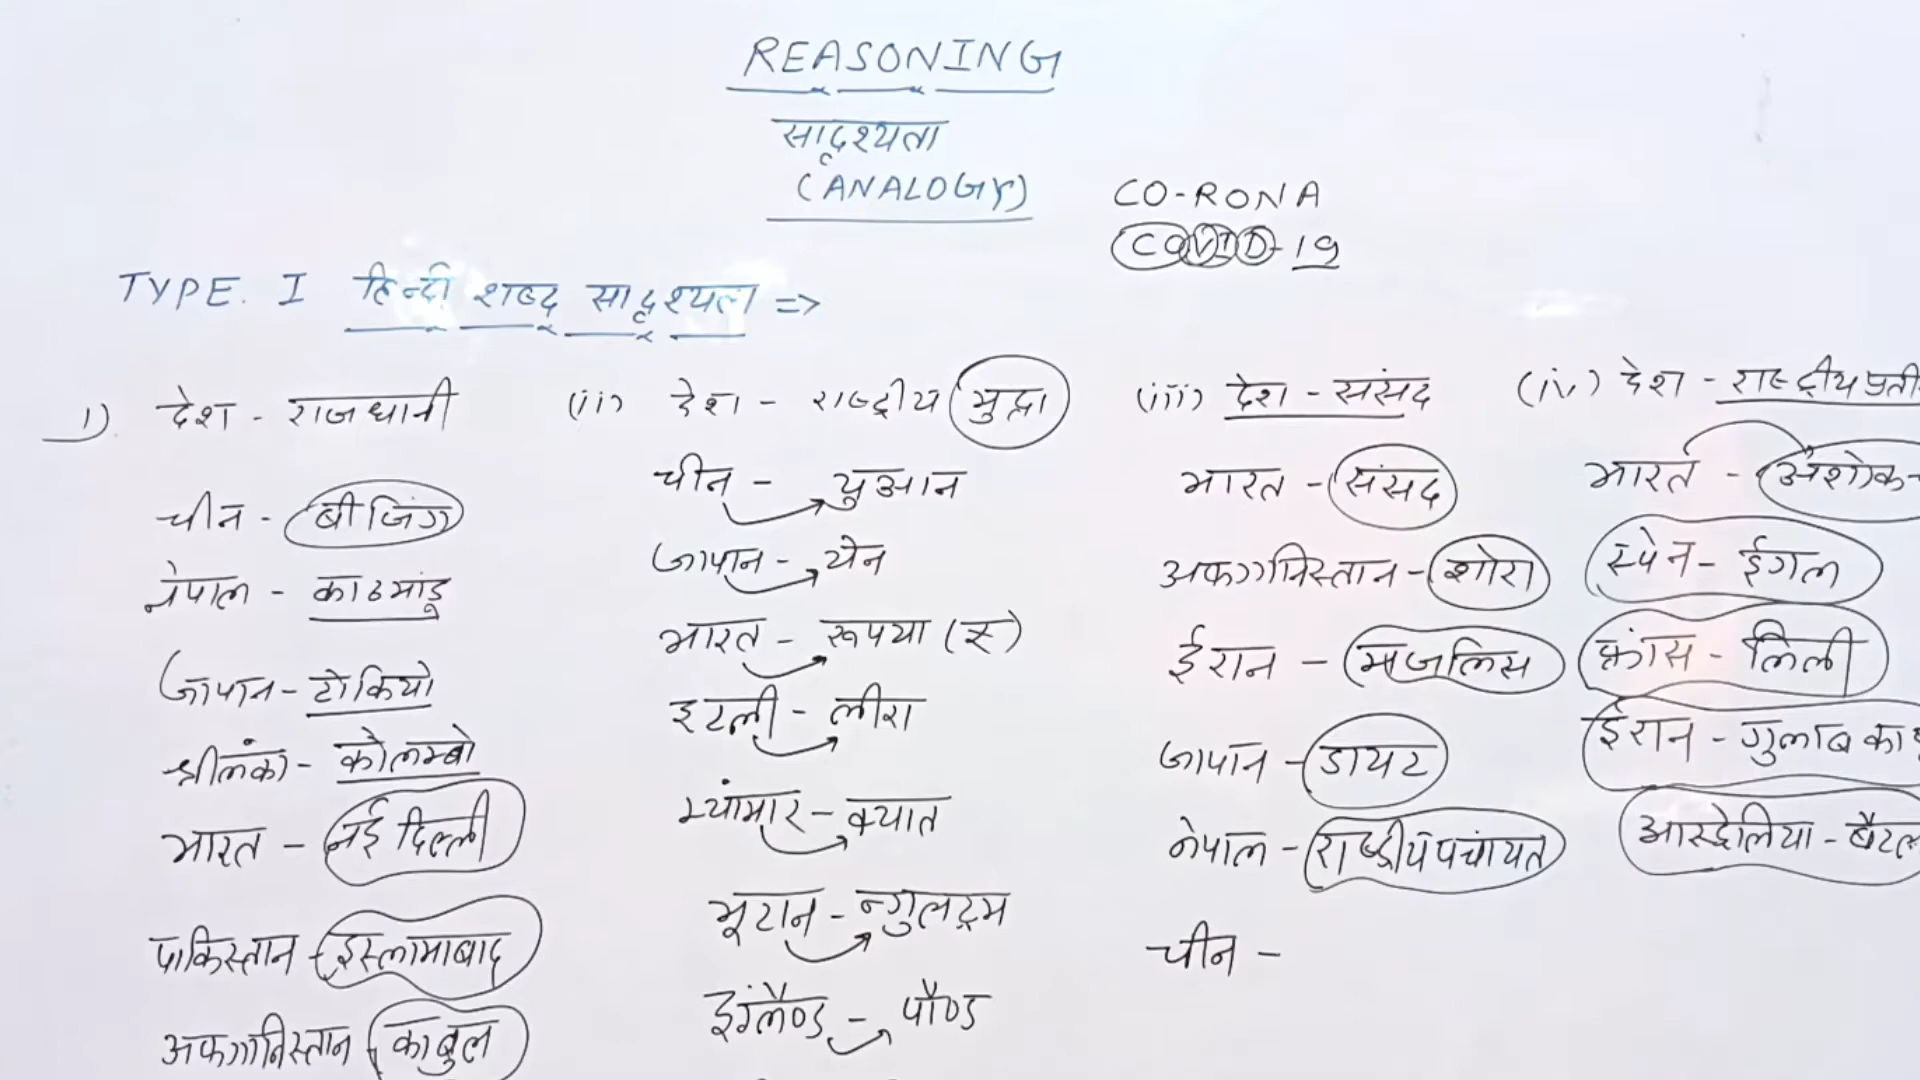 REASONING
सादृश्यता
(ANALOGY)
CO-RONA
COVID-19
TYPE. I हिन्दी शब्द सादृश्यता =>
1) देश - राजधानी
चीन - बीजिंग
नेपाल - काठमांडू
जापान - टोकियो
श्रीलंका - कोलम्बो
भारत - नई दिल्ली
पाकिस्तान - इस्लामाबाद
अफगानिस्तान - काबुल
(ii) देश - राष्ट्रीय मुद्रा
चीन - युआन
जापान - येन
भारत - रूपया (रु)
इटली - लीरा
म्यांमार - क्यात
भूटान - न्गुलट्रम
इंग्लैण्ड - पौण्ड
(iii) देश - संसद
भारत - संसद
अफगानिस्तान - शोरा
ईरान - मजलिस
जापान - डायट
नेपाल - राष्ट्रीय पंचायत
चीन -
(iv) देश - राष्ट्रीय
भारत - अशोक-
स्पेन - ईगल
फ्रांस - लिली
ईरान - गुलाब का
आस्ट्रेलिया -